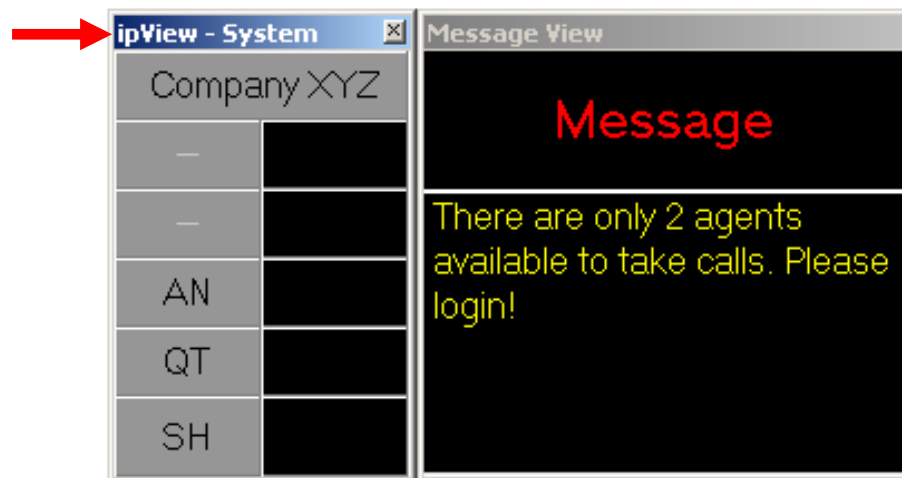 ipView - System
Company XYZ
–
–
AN
QT
SH
Message View
Message
There are only 2 agents
available to take calls. Please
login!